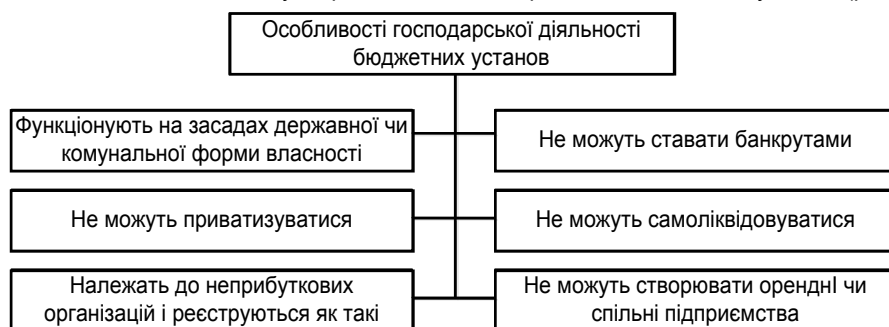 Особливості господарської діяльності
бюджетних установ
Функціонують на засадах державної чи
комунальної форми власності
Не можуть ставати банкрутами
Не можуть приватизуватися
Не можуть самоліквідовуватися
Належать до неприбуткових
організацій і реєструються як такі
Не можуть створювати оренднІ чи
спільні підприємства